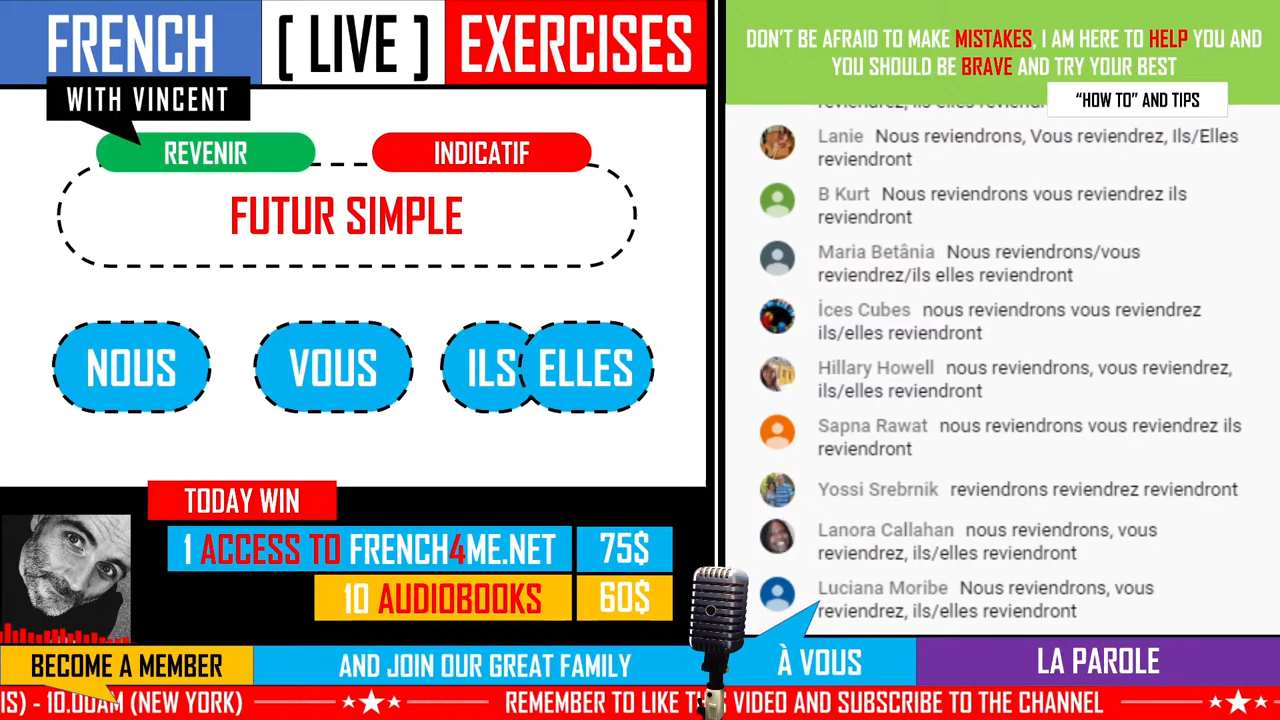 FRENCH [ LIVE ] EXERCISES
WITH VINCENT
REVENIR INDICATIF
FUTUR SIMPLE
NOUS VOUS ILS ELLES
TODAY WIN
1 ACCESS TO FRENCH4ME.NET 75$
10 AUDIOBOOKS 60$
DON'T BE AFRAID TO MAKE MISTAKES, I AM HERE TO HELP YOU AND
YOU SHOULD BE BRAVE AND TRY YOUR BEST
“HOW TO” AND TIPS
Lanie Nous reviendrons, Vous reviendrez, Ils/Elles
reviendront
B Kurt Nous reviendrons vous reviendrez ils
reviendront
Maria Betânia Nous reviendrons/vous
reviendrez/ils elles reviendront
İces Cubes nous reviendrons vous reviendrez
ils/elles reviendront
Hillary Howell nous reviendrons, vous reviendrez,
ils/elles reviendront
Sapna Rawat nous reviendrons vous reviendrez ils
reviendront
Yossi Srebrnik reviendrons reviendrez reviendront
Lanora Callahan nous reviendrons, vous
reviendrez, ils/elles reviendront
Luciana Moribe Nous reviendrons, vous
reviendrez, ils/elles reviendront
BECOME A MEMBER AND JOIN OUR GREAT FAMILY À VOUS LA PAROLE
IS) - 10.00AM (NEW YORK) REMEMBER TO LIKE VIDEO AND SUBSCRIBE TO THE CHANNEL